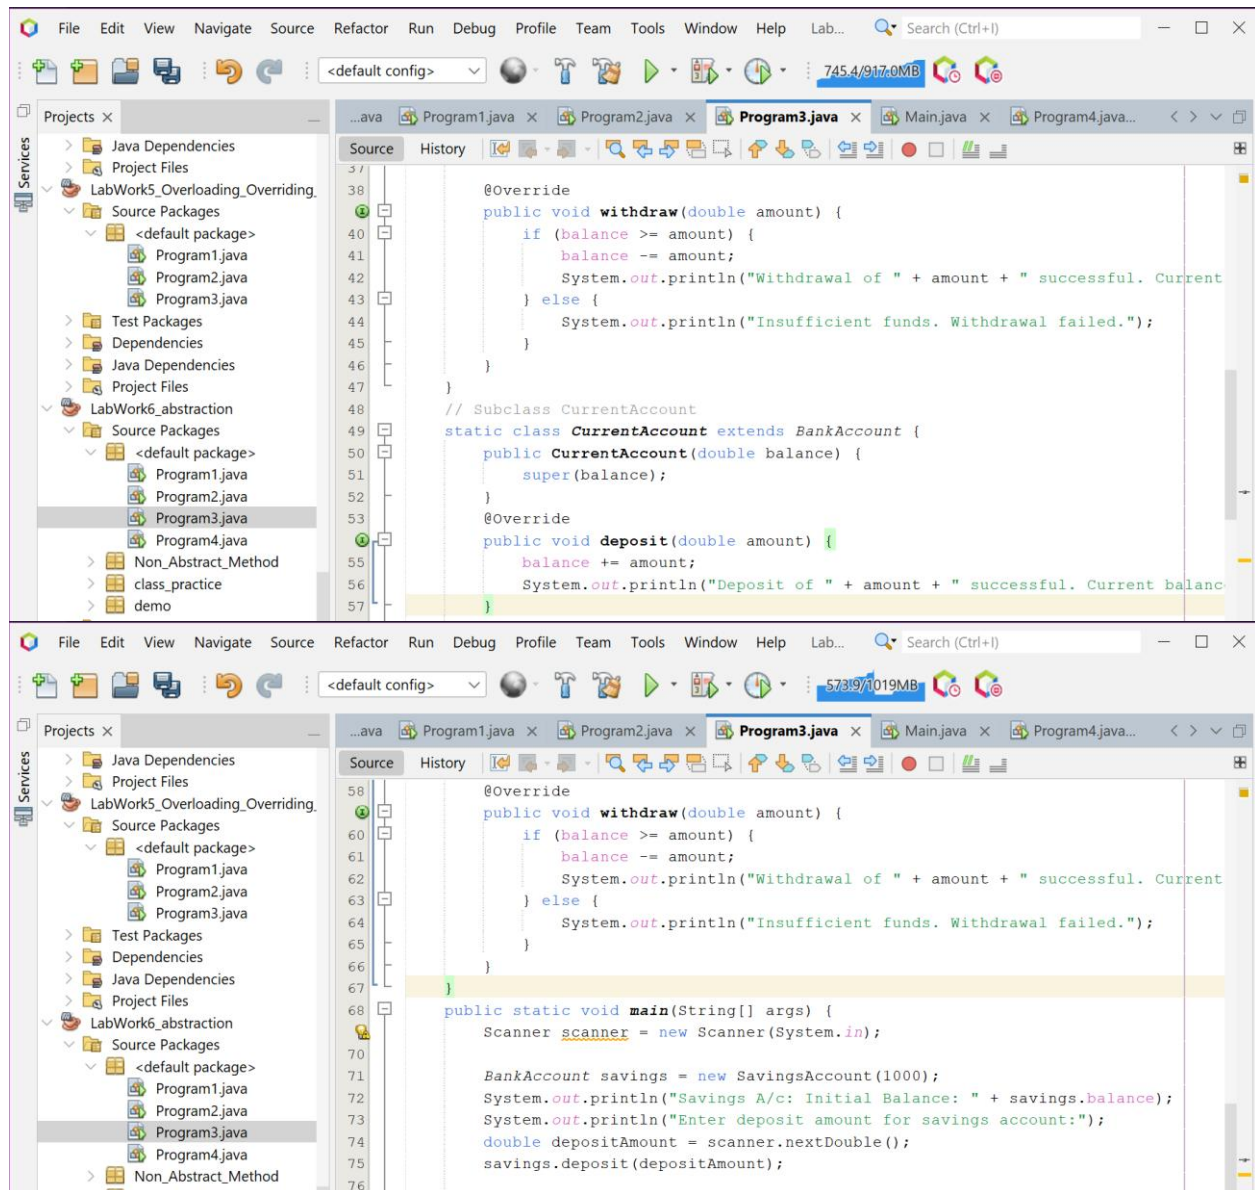 File Edit View Navigate Source Refactor Run Debug Profile Team Tools Window Help Lab... Search (Ctrl+I)
<default config> 745.4/917.0MB
Projects
...ava Program1.java Program2.java Program3.java Main.java Program4.java...
Services
Source History
Java Dependencies
Project Files
LabWork5_Overloading_Overriding_
Source Packages
<default package>
Program1.java
Program2.java
Program3.java
Test Packages
Dependencies
Java Dependencies
Project Files
LabWork6_abstraction
Source Packages
<default package>
Program1.java
Program2.java
Program3.java
Program4.java
Non_Abstract_Method
class_practice
demo
37
38 @Override
public void withdraw(double amount) {
40 if (balance >= amount) {
41 balance -= amount;
42 System.out.println("Withdrawal of " + amount + " successful. Current
43 } else {
44 System.out.println("Insufficient funds. Withdrawal failed.");
45 }
46 }
47 }
48 // Subclass CurrentAccount
49 static class CurrentAccount extends BankAccount {
50 public CurrentAccount(double balance) {
51 super(balance);
52 }
53 @Override
public void deposit(double amount) {
55 balance += amount;
56 System.out.println("Deposit of " + amount + " successful. Current balanc
57 }
File Edit View Navigate Source Refactor Run Debug Profile Team Tools Window Help Lab... Search (Ctrl+I)
<default config> 573.9/1019MB
Projects
...ava Program1.java Program2.java Program3.java Main.java Program4.java...
Services
Source History
Java Dependencies
Project Files
LabWork5_Overloading_Overriding_
Source Packages
<default package>
Program1.java
Program2.java
Program3.java
Test Packages
Dependencies
Java Dependencies
Project Files
LabWork6_abstraction
Source Packages
<default package>
Program1.java
Program2.java
Program3.java
Program4.java
Non_Abstract_Method
58 @Override
public void withdraw(double amount) {
60 if (balance >= amount) {
61 balance -= amount;
62 System.out.println("Withdrawal of " + amount + " successful. Current
63 } else {
64 System.out.println("Insufficient funds. Withdrawal failed.");
65 }
66 }
67 }
68 public static void main(String[] args) {
Scanner scanner = new Scanner(System.in);
70
71 BankAccount savings = new SavingsAccount(1000);
72 System.out.println("Savings A/c: Initial Balance: " + savings.balance);
73 System.out.println("Enter deposit amount for savings account:");
74 double depositAmount = scanner.nextDouble();
75 savings.deposit(depositAmount);
76